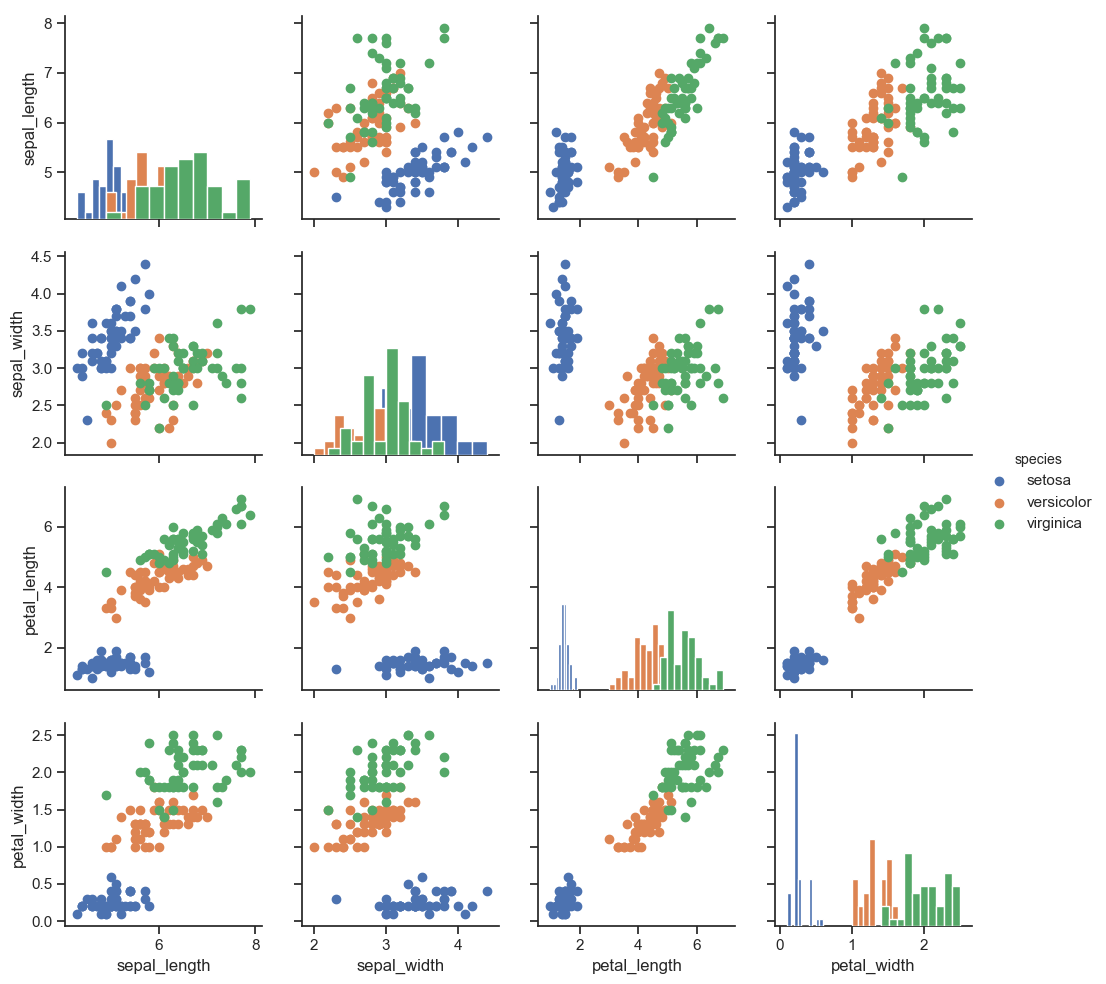 8
7
6
5
sepal_length
4.5
4.0
3.5
3.0
2.5
2.0
sepal_width
species
setosa
versicolor
virginica
6
4
2
petal_length
2.5
2.0
1.5
1.0
0.5
0.0
petal_width
6 8
sepal_length
2 3 4
sepal_width
2 4 6
petal_length
0 1 2
petal_width